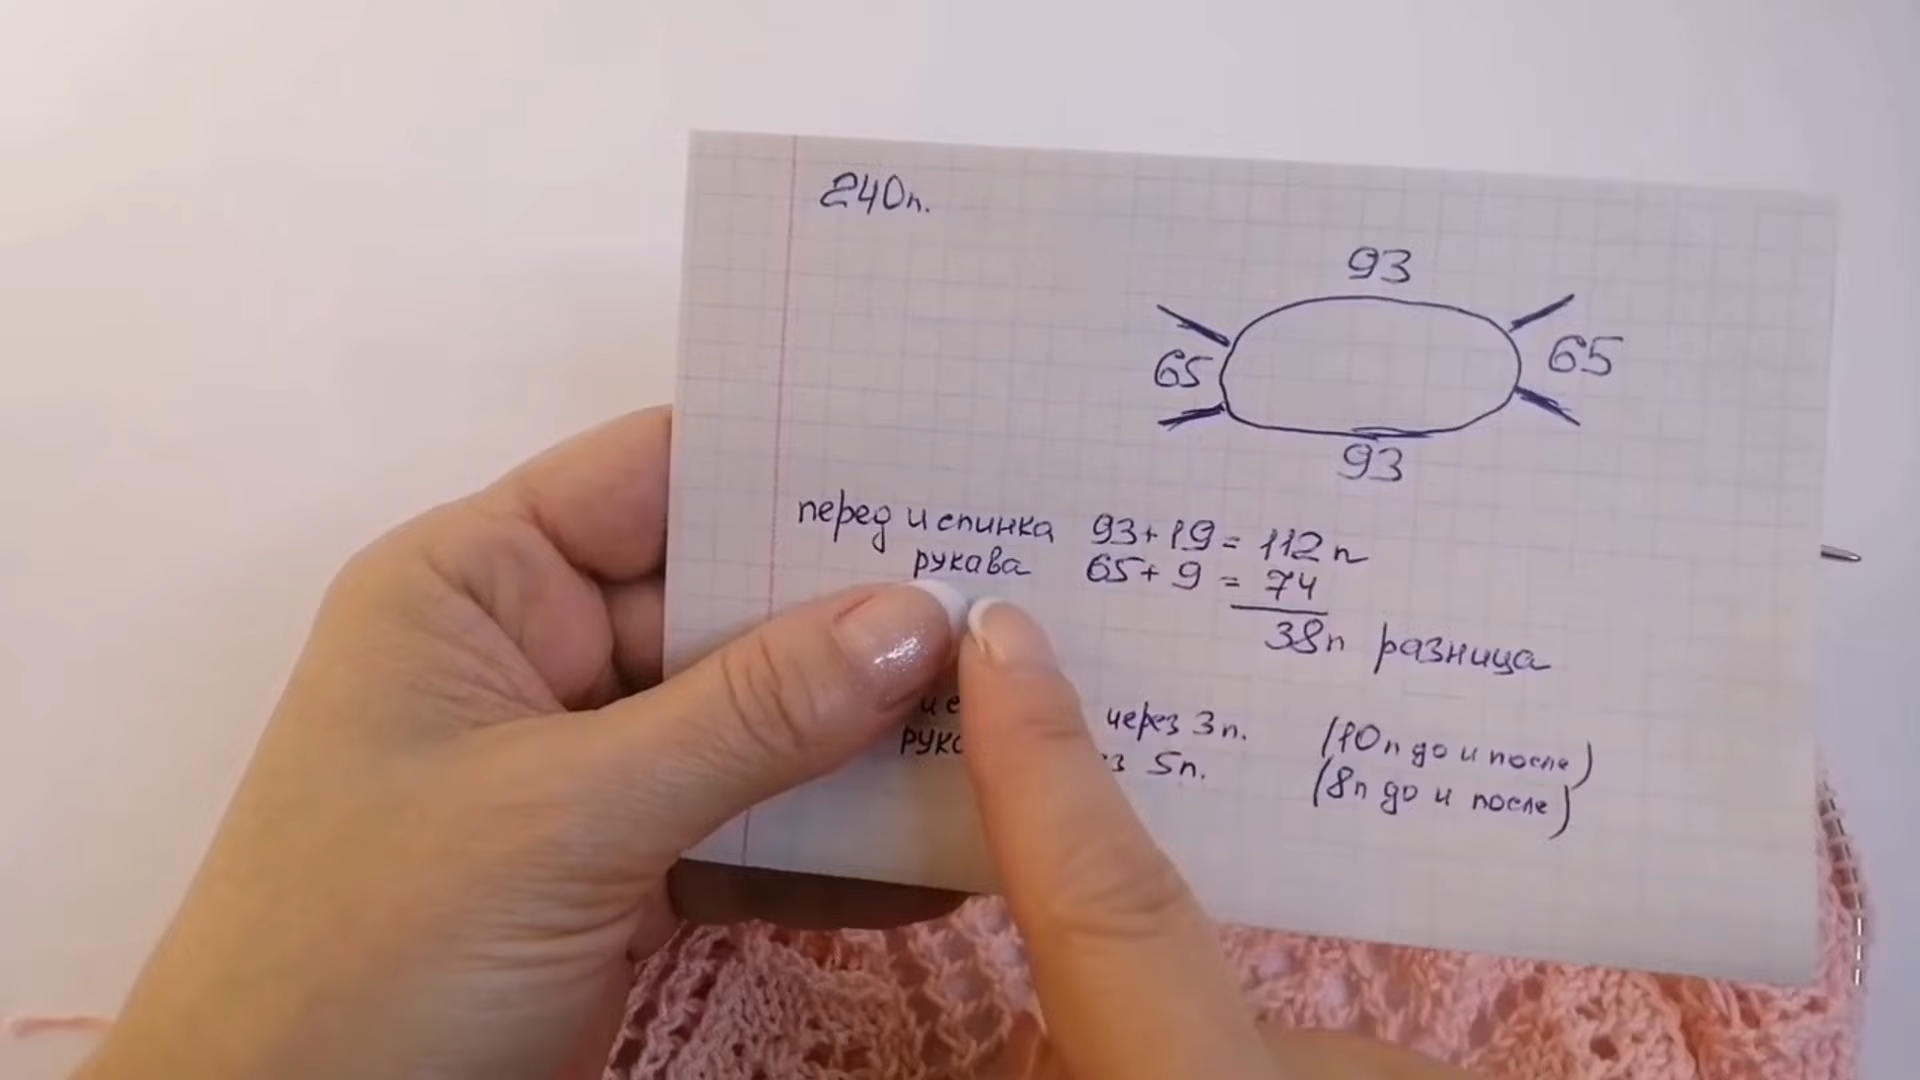 240п.
93
65 65
93
перед и спинка 93+19= 112 п
рукава 65+9 = 74
38п разница
через 3п. (10п до и после)
5п. (8п до и после)